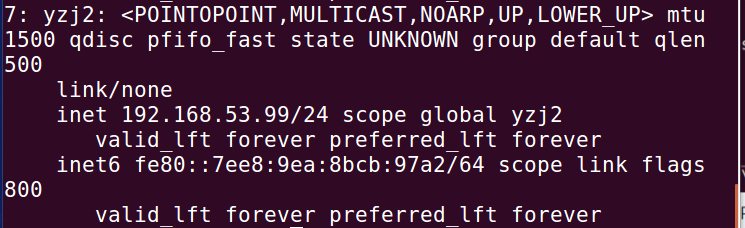 7: yzj2: <POINTOPOINT,MULTICAST,NOARP,UP,LOWER_UP> mtu
1500 qdisc pfifo_fast state UNKNOWN group default qlen
500
link/none
inet 192.168.53.99/24 scope global yzj2
valid_lft forever preferred_lft forever
inet6 fe80::7ee8:9ea:8bcb:97a2/64 scope link flags
800
valid_lft forever preferred_lft forever